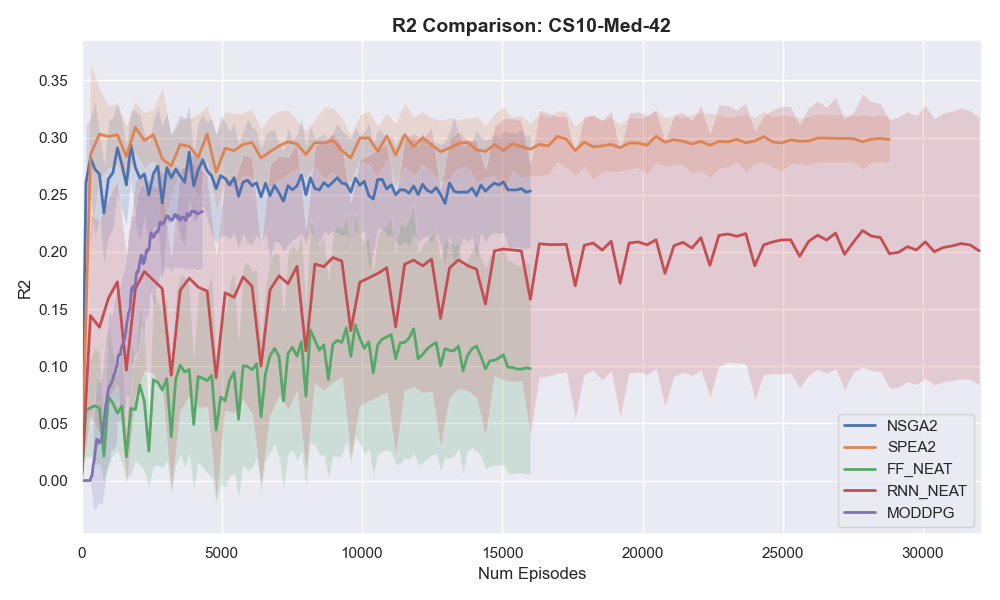 R2 Comparison: CS10-Med-42
R2
0.35
0.30
0.25
0.20
0.15
0.10
0.05
0.00
0 5000 10000 15000 20000 25000 30000
Num Episodes
NSGA2
SPEA2
FF_NEAT
RNN_NEAT
MODDPG